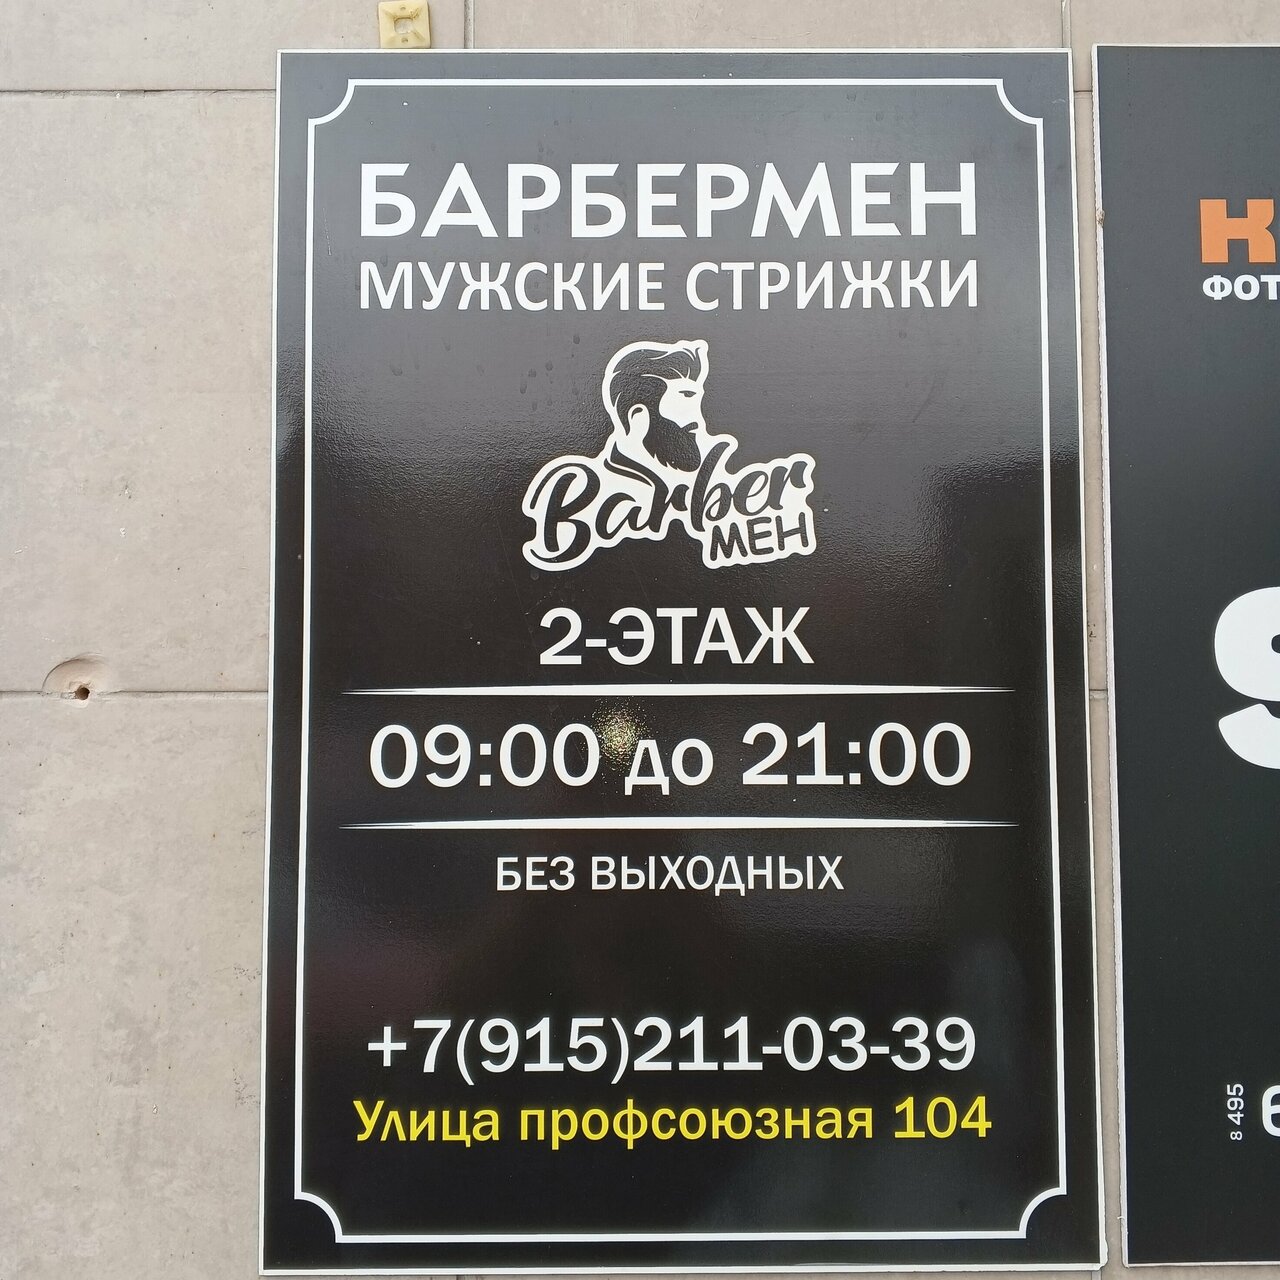 БАРБЕРМЕН
МУЖСКИЕ СТРИЖКИ
Barber
МЕН
2-ЭТАЖ
09:00 до 21:00
БЕЗ ВЫХОДНЫХ
+7(915)211-03-39
Улица профсоюзная 104
8 495